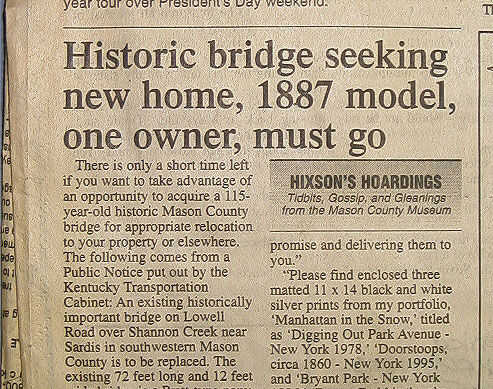 year tour over President's Day weekend.
Historic bridge seeking
new home, 1887 model,
one owner, must go
There is only a short time left
if you want to take advantage of
an opportunity to acquire a 115-
year-old historic Mason County
bridge for appropriate relocation
to your property or elsewhere.
The following comes from a
Public Notice put out by the
Kentucky Transportation
Cabinet: An existing historically
important bridge on Lowell
Road over Shannon Creek near
Sardis in southwestern Mason
County is to be replaced. The
existing 72 feet long and 12 feet
HIXSON'S HOARDINGS
Tidbits, Gossip, and Gleanings
from the Mason County Museum
promise and delivering them to
you."
"Please find enclosed three
matted 11 x 14 black and white
silver prints from my portfolio,
'Manhattan in the Snow,' titled
as 'Digging Out Park Avenue -
New York 1978,' 'Doorstoops,
circa 1860 - New York 1995,'
and 'Bryant Park - New York